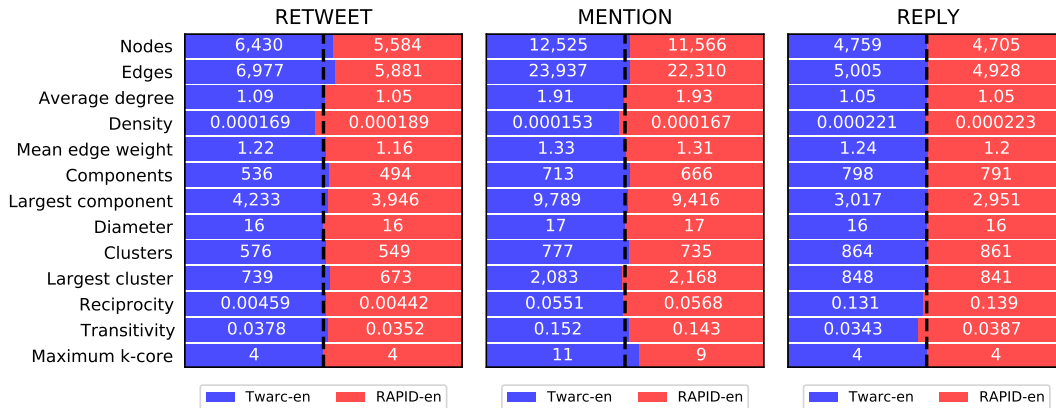 RETWEET MENTION REPLY
Nodes 6,430 5,584 12,525 11,566 4,759 4,705
Edges 6,977 5,881 23,937 22,310 5,005 4,928
Average degree 1.09 1.05 1.91 1.93 1.05 1.05
Density 0.000169 0.000189 0.000153 0.000167 0.000221 0.000223
Mean edge weight 1.22 1.16 1.33 1.31 1.24 1.2
Components 536 494 713 666 798 791
Largest component 4,233 3,946 9,789 9,416 3,017 2,951
Diameter 16 16 17 17 16 16
Clusters 576 549 777 735 864 861
Largest cluster 739 673 2,083 2,168 848 841
Reciprocity 0.00459 0.00442 0.0551 0.0568 0.131 0.139
Transitivity 0.0378 0.0352 0.152 0.143 0.0343 0.0387
Maximum k-core 4 4 11 9 4 4
Twarc-en RAPID-en Twarc-en RAPID-en Twarc-en RAPID-en